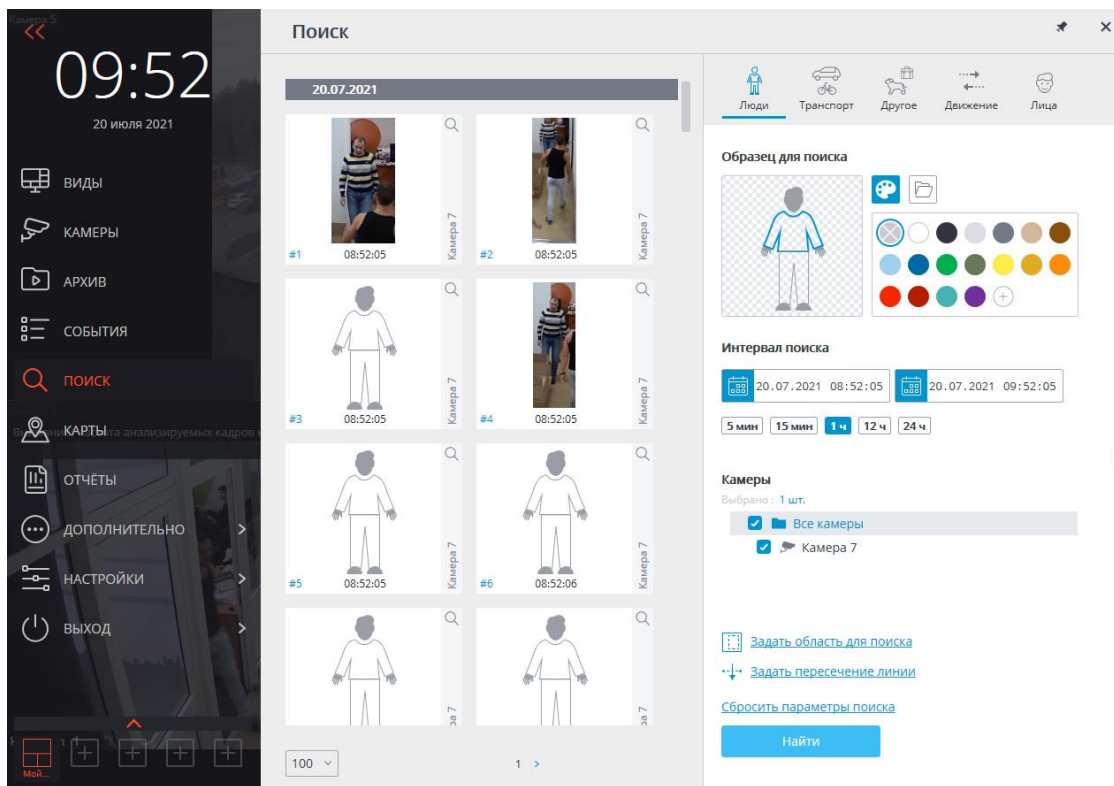 Камера 5
09:52
20 июля 2021
ВИДЫ
КАМЕРЫ
АРХИВ
СОБЫТИЯ
ПОИСК
КАРТЫ
ОТЧЁТЫ
ДОПОЛНИТЕЛЬНО
НАСТРОЙКИ
ВЫХОД
Мой...
Поиск
20.07.2021
#1 08:52:05 Камера 7
#2 08:52:05 Камера 7
#3 08:52:05 Камера 7
#4 08:52:05 Камера 7
#5 08:52:05 Камера 7
#6 08:52:06 Камера 7
100
1 >
Люди Транспорт Другое Движение Лица
Образец для поиска
Интервал поиска
20.07.2021 08:52:05 20.07.2021 09:52:05
5 мин 15 мин 1 ч 12 ч 24 ч
Камеры
Выбрано : 1 шт.
Все камеры
Камера 7
Задать область для поиска
Задать пересечение линии
Сбросить параметры поиска
Найти